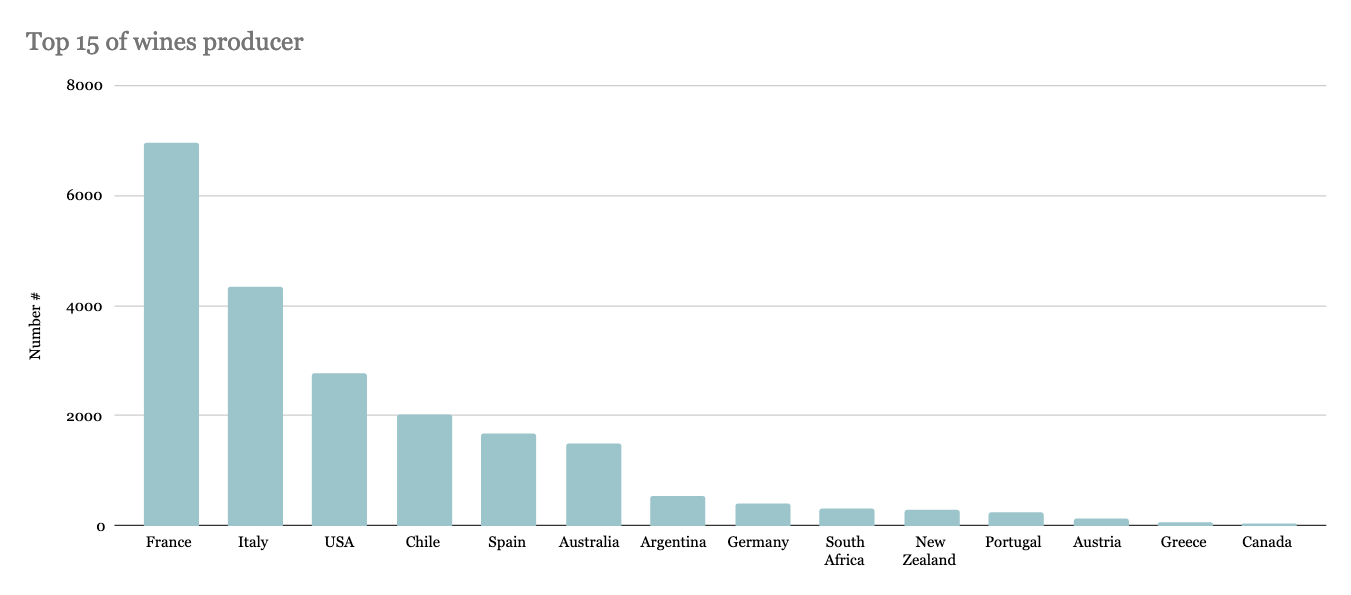 Top 15 of wines producer
8000
6000
4000
2000
0
Number #
France
Italy
USA
Chile
Spain
Australia
Argentina
Germany
South
Africa
New
Zealand
Portugal
Austria
Greece
Canada